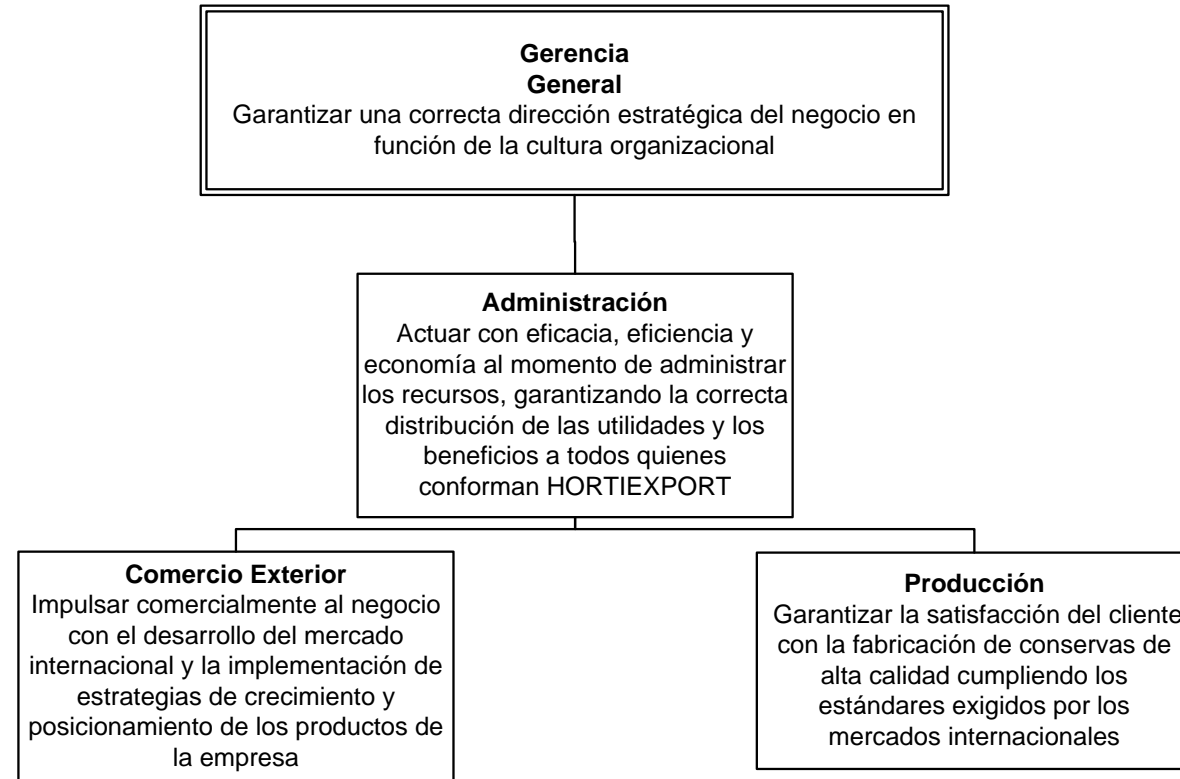 Gerencia
General
Garantizar una correcta dirección estratégica del negocio en
función de la cultura organizacional
Administración
Actuar con eficacia, eficiencia y
economía al momento de administrar
los recursos, garantizando la correcta
distribución de las utilidades y los
beneficios a todos quienes
conforman HORTIEXPORT
Comercio Exterior
Impulsar comercialmente al negocio
con el desarrollo del mercado
internacional y la implementación de
estrategias de crecimiento y
posicionamiento de los productos de
la empresa
Producción
Garantizar la satisfacción del cliente
con la fabricación de conservas de
alta calidad cumpliendo los
estándares exigidos por los
mercados internacionales